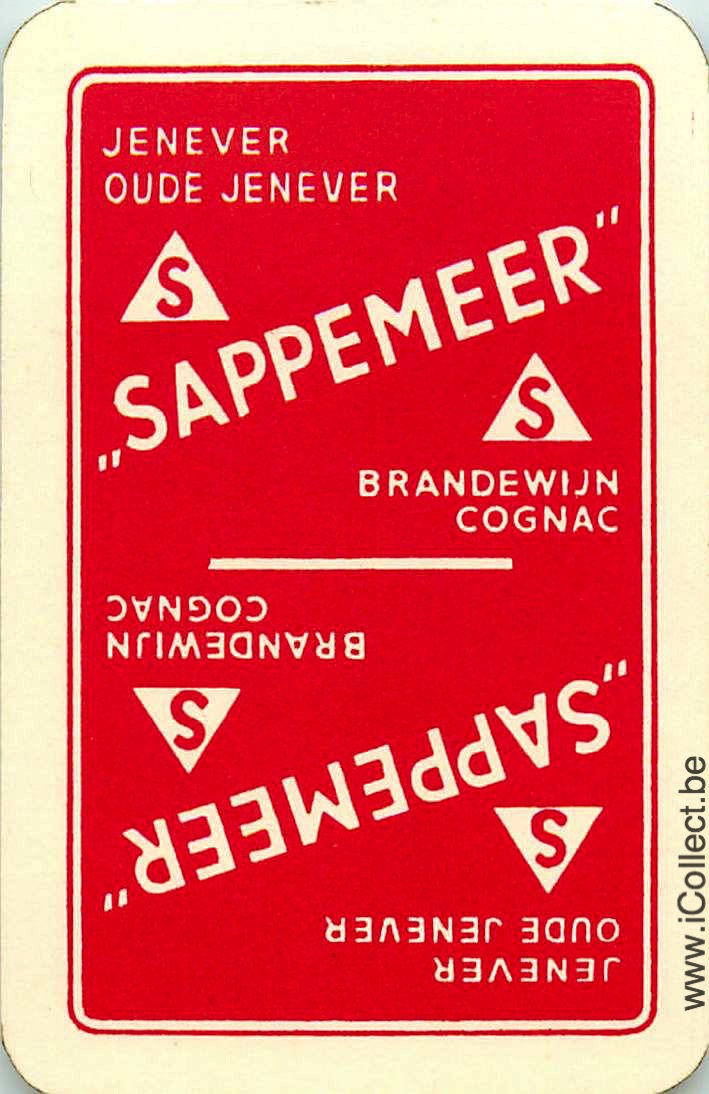 JENEVER
OUDE JENEVER
S
„SAPPEMEER”
S
BRANDEWIJN
COGNAC
JENEVER
OUDE JENEVER
S
„SAPPEMEER”
S
BRANDEWIJN
COGNAC
www.iCollect.be